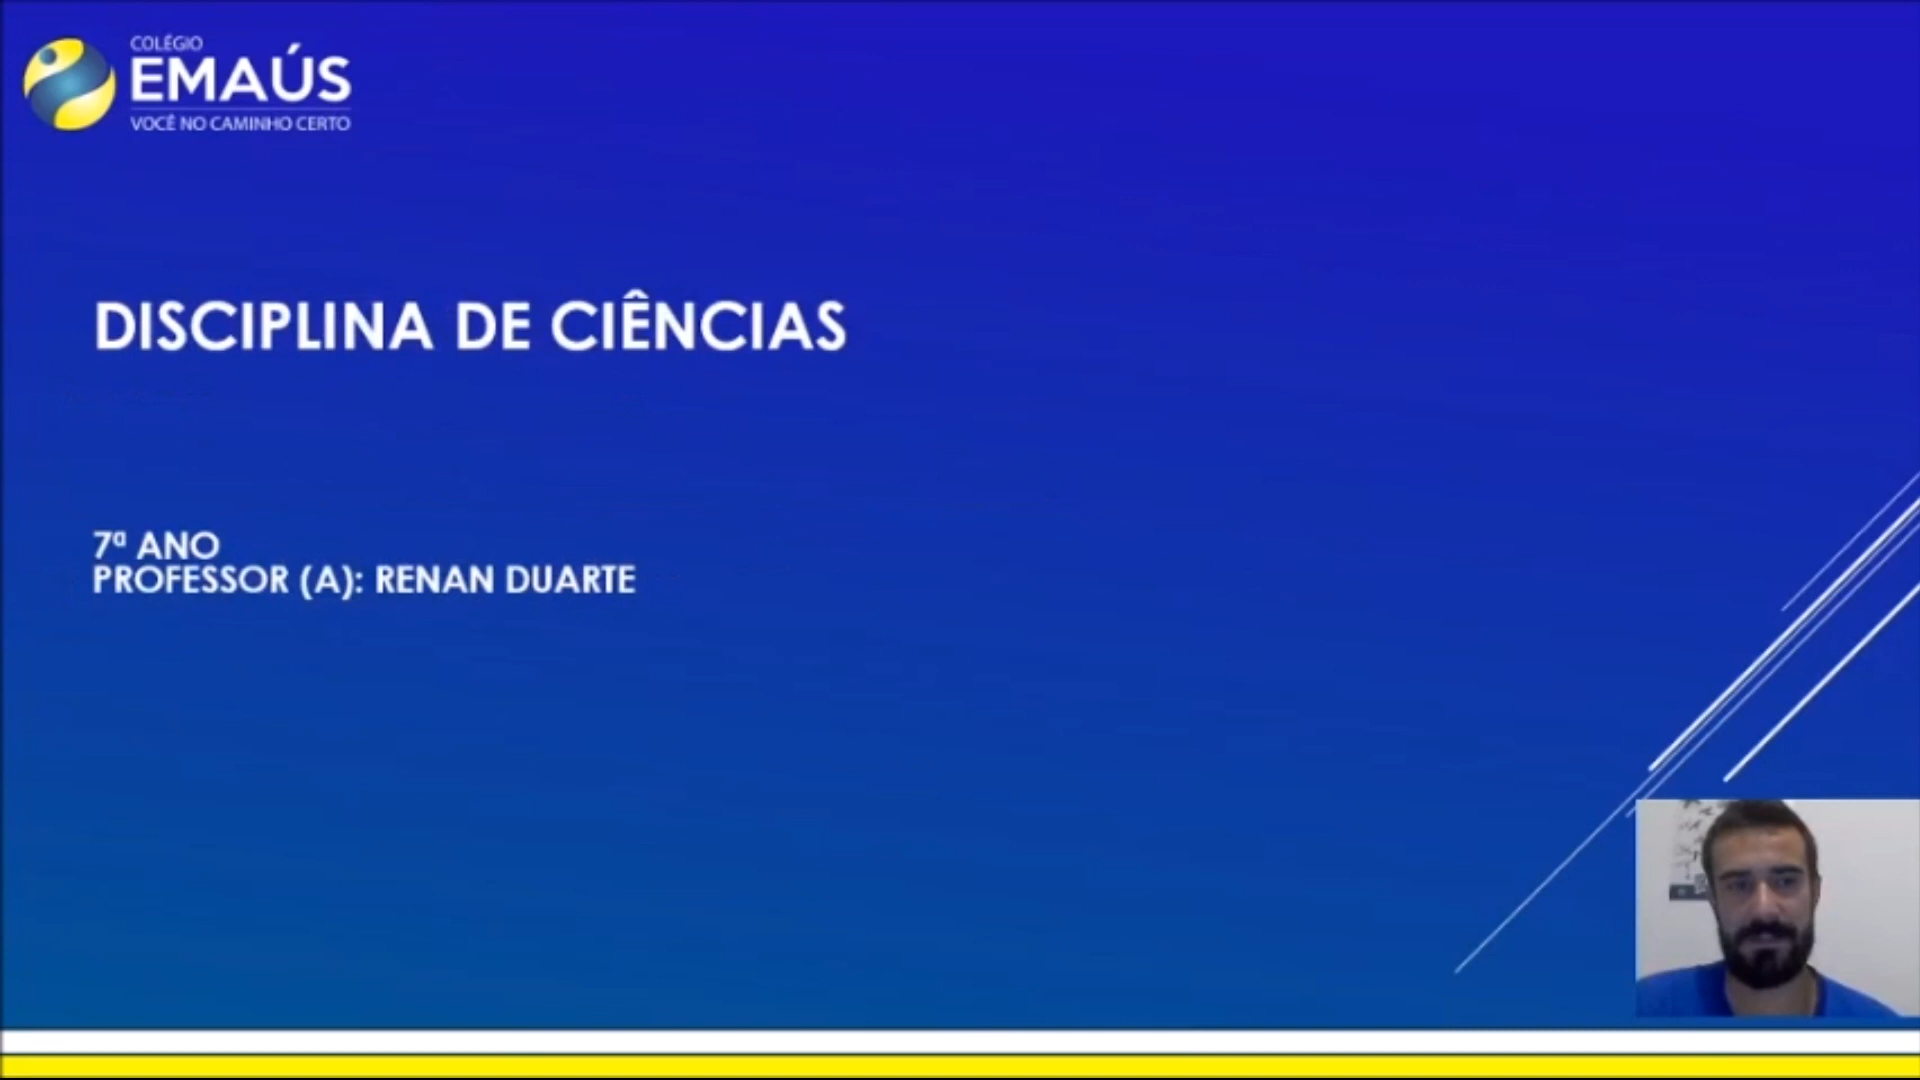 COLÉGIO
EMAÚS
VOCÊ NO CAMINHO CERTO
DISCIPLINA DE CIÊNCIAS
7ª ANO
PROFESSOR (A): RENAN DUARTE